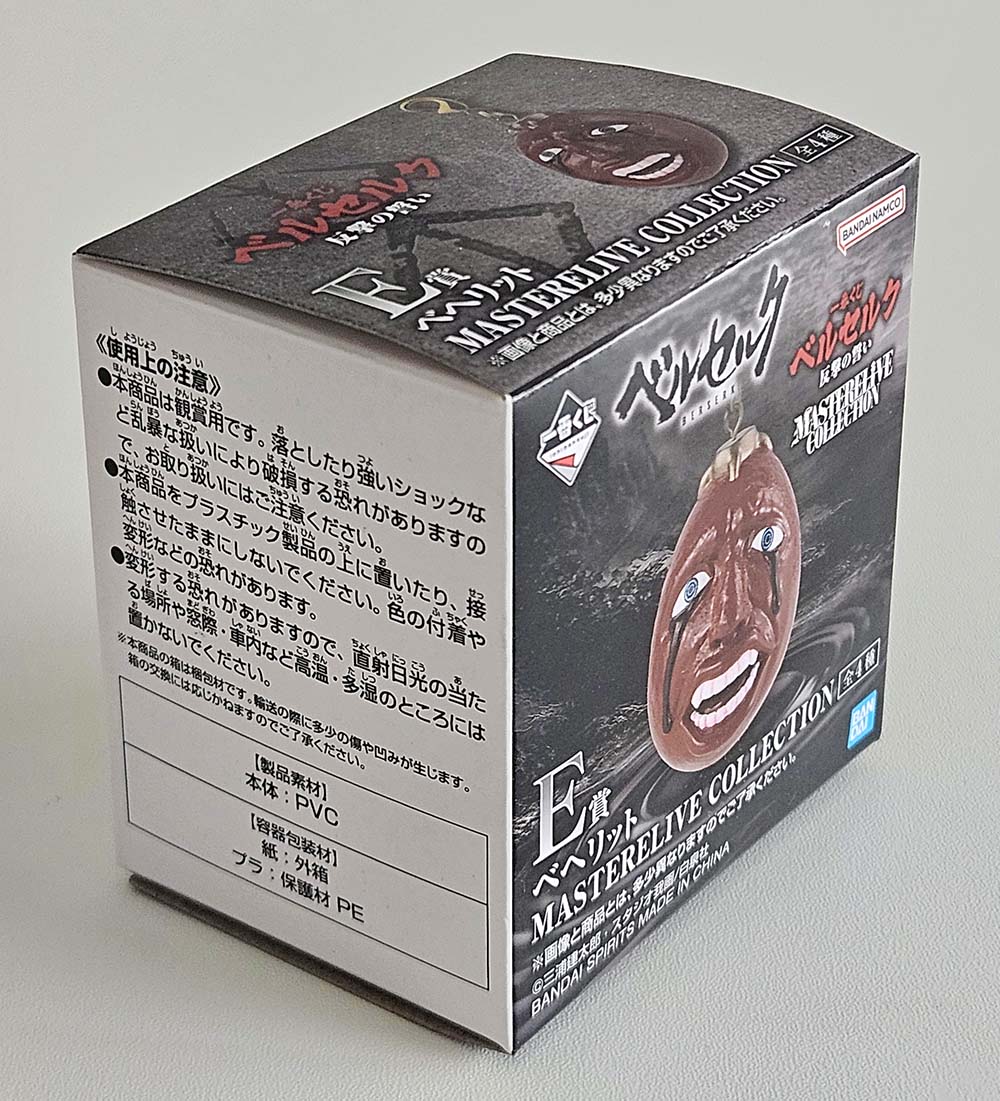 一番くじ
ベルセルク
反撃の誓い
E賞
ベヘリット
MASTERELIVE COLLECTION 全4種
※画像と商品とは、多少異なりますのでご了承ください。
《使用上の注意》
しようじょう ちゅうい
●本商品は観賞用です。落としたり強いショックな
ど乱暴な扱いにより破損する恐れがありますの
で、お取り扱いにはご注意ください。
●本商品をプラスチック製品の上に置いたり、接
触させたままにしないでください。色の付着や
変形などの恐れがあります。
●変形する恐れがありますので、直射日光の当た
る場所や窓際・車内など高温・多湿のところには
置かないでください。
※本商品の箱は梱包材です。輸送の際に多少の傷や凹みが生じます。
箱の交換には応じかねますのでご了承ください。
【製品素材】
本体：PVC
【容器包装材】
紙：外箱
プラ：保護材 PE
BANDAI NAMCO
一番くじ
ベルセルク
BERSERK
一番くじ
ベルセルク
反撃の誓い
MASTERELIVE
COLLECTION
E賞
ベヘリット
MASTERELIVE COLLECTION 全4種
BAN
DAI
※画像と商品とは、多少異なりますのでご了承ください。
©三浦建太郎・スタジオ我画/白泉社
BANDAI SPIRITS MADE IN CHINA